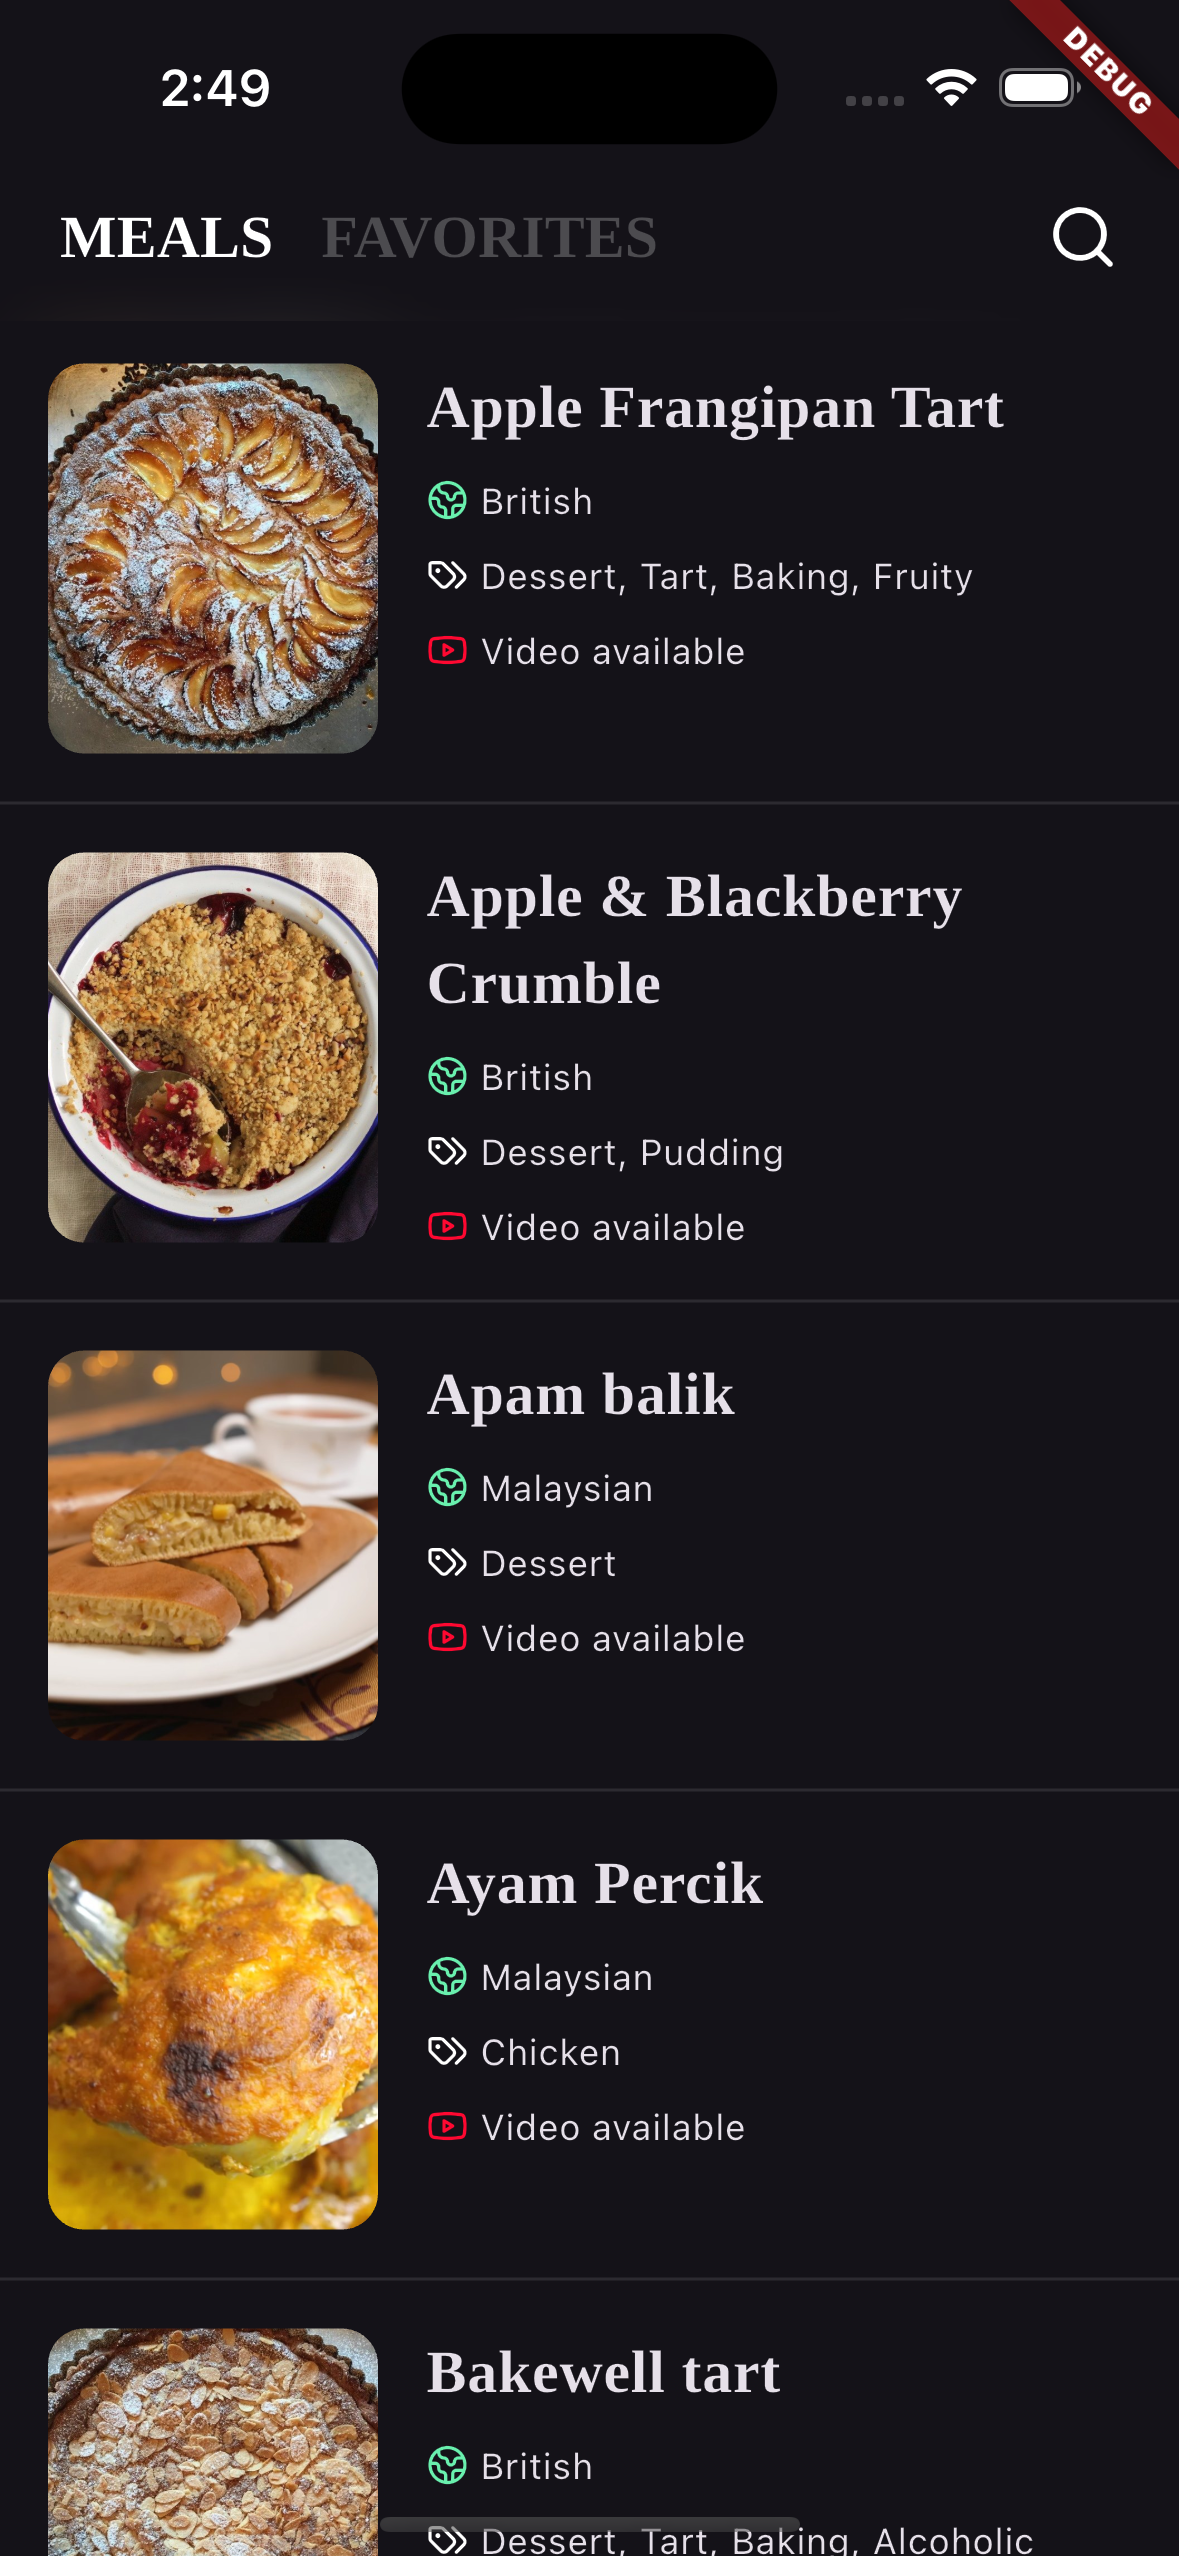 2:49
DEBUG
MEALS FAVORITES
Apple Frangipan Tart
British
Dessert, Tart, Baking, Fruity
Video available
Apple & Blackberry
Crumble
British
Dessert, Pudding
Video available
Apam balik
Malaysian
Dessert
Video available
Ayam Percik
Malaysian
Chicken
Video available
Bakewell tart
British
Dessert, Tart, Baking, Alcoholic